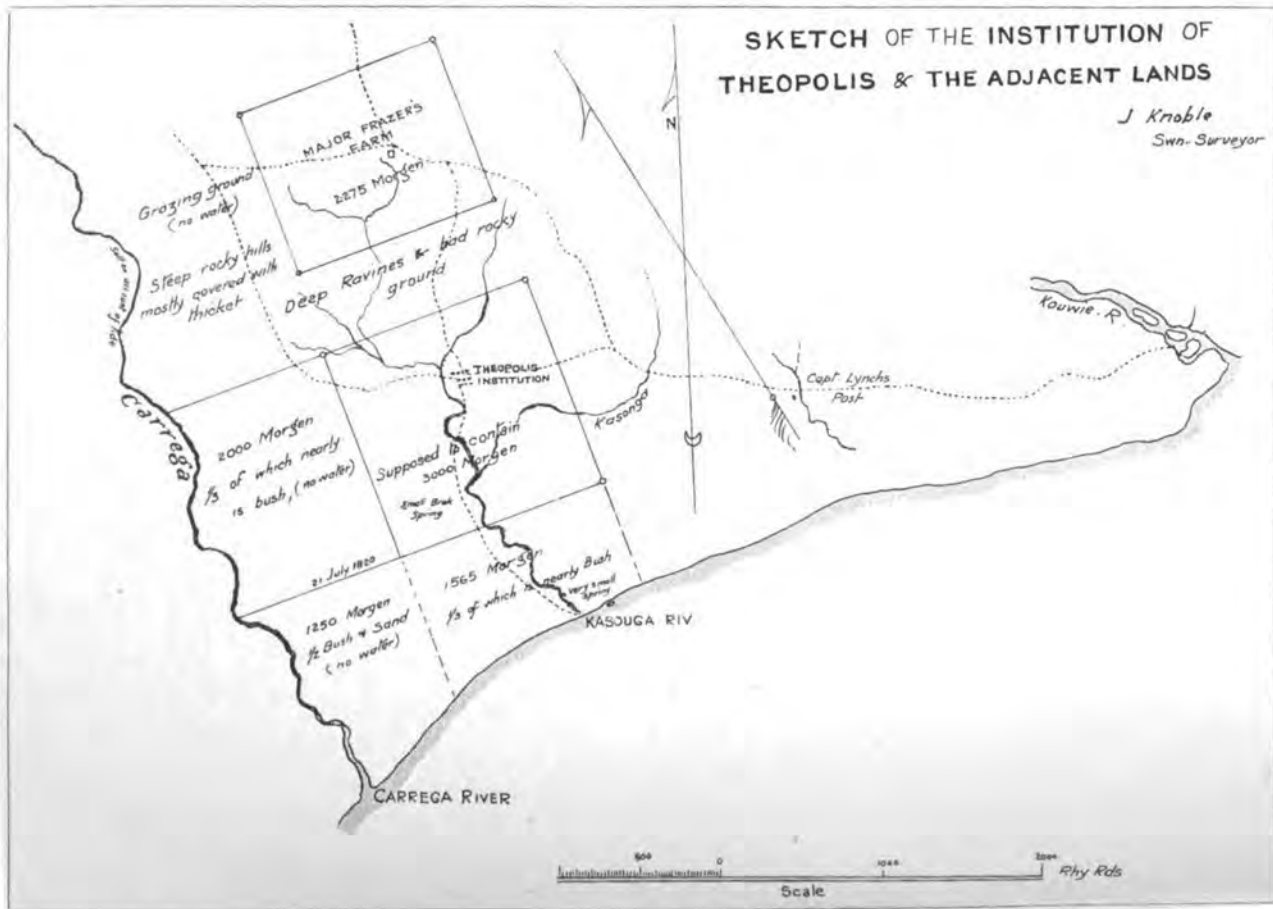 SKETCH OF THE INSTITUTION OF
THEOPOLIS & THE ADJACENT LANDS
J Knoble
Swn-Surveyor
N
MAJOR FRAZER'S
FARM
2275 Morgen
Grazing ground
(no water)
Steep rocky hills
mostly covered with
thicket
Deep Ravines & bad rocky
ground
Kouwie. R.
THEOPOLIS
INSTITUTION
Capt Lynchs
Post
Kasonga
Carrega
2000 Morgen
1/3 of which nearly
is bush, (no water)
Supposed to contain
3000 Morgen
Small Brak
Spring
21 July 1820
1565 Morgen
1/3 of which is nearly Bush
very small
Spring
1250 Morgen
1/2 Bush & Sand
(no water)
KASOUGA RIV
CARREGA RIVER
500 0 1000 2000 Rhy Rds
Scale